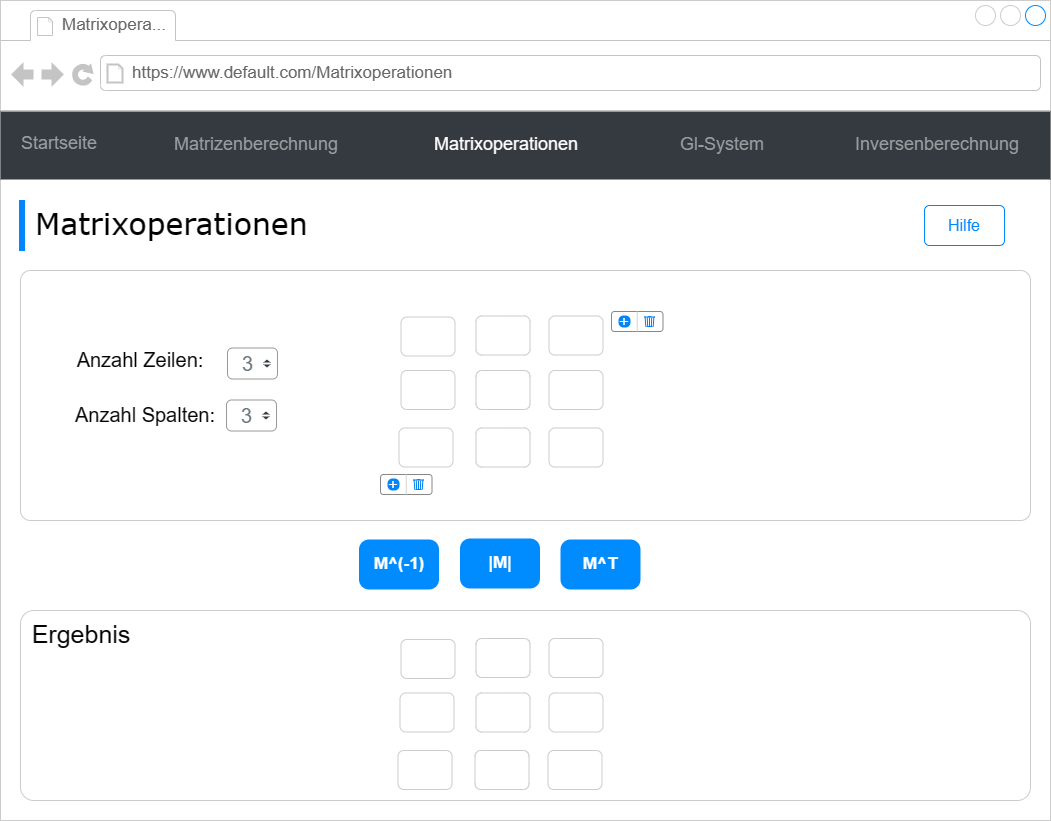 Matrixopera...
https://www.default.com/Matrixoperationen
Startseite Matrizenberechnung Matrixoperationen Gl-System Inversenberechnung
Matrixoperationen
Hilfe
Anzahl Zeilen: 3
Anzahl Spalten: 3
M^(-1) |M| M^T
Ergebnis